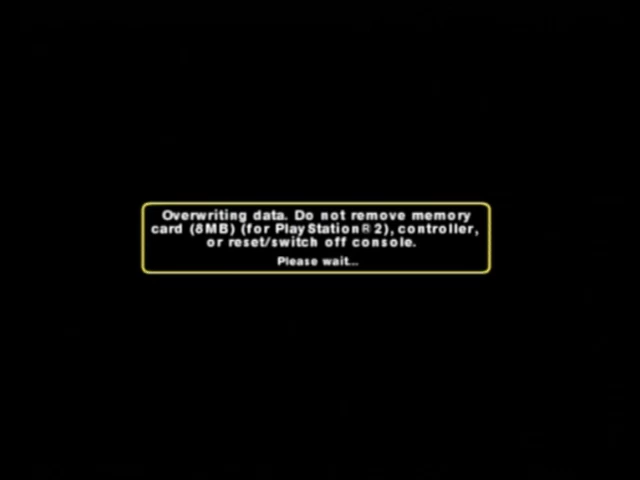 Overwriting data. Do not remove memory
card (8MB) (for PlayStation®2), controller,
or reset/switch off console.
Please wait...